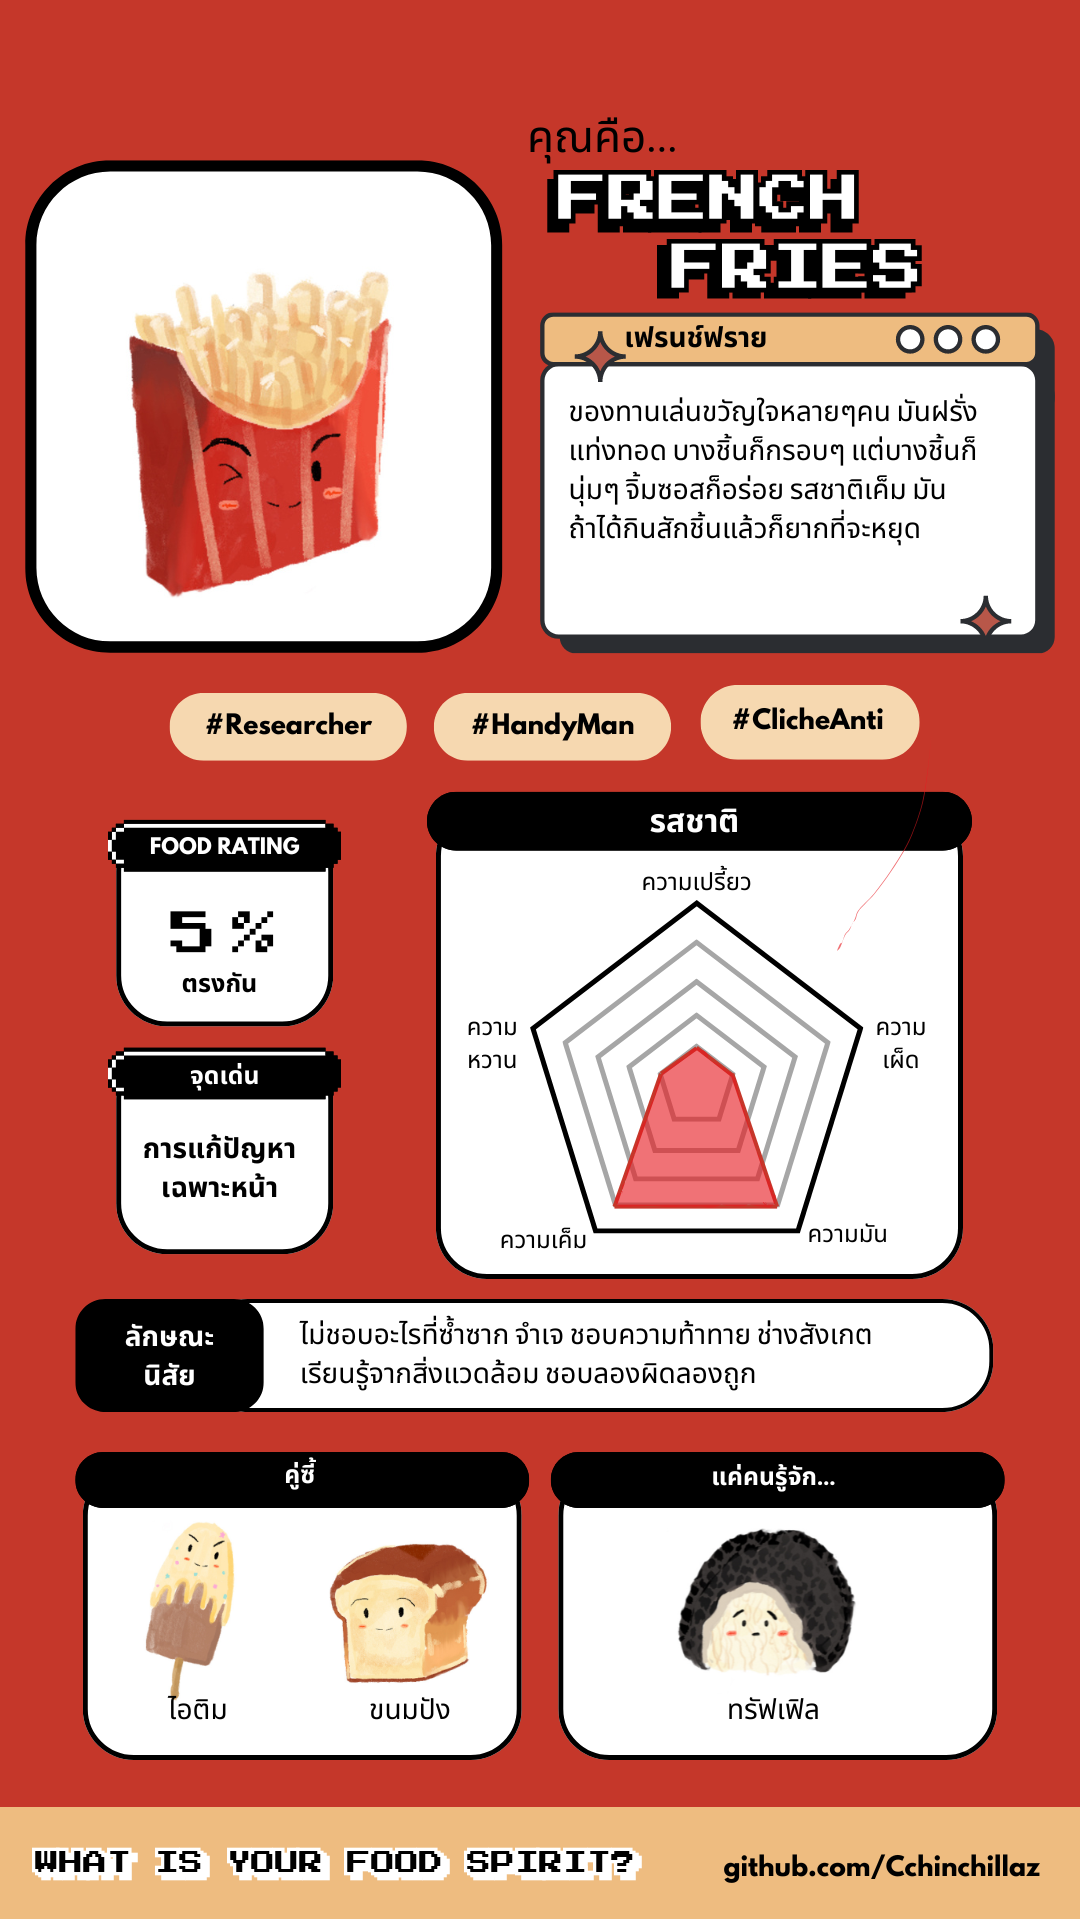 คุณคือ...
FRENCH
FRIES
เฟรนช์ฟราย
ของทานเล่นขวัญใจหลายๆคน มันฝรั่ง
แท่งทอด บางชิ้นก็กรอบๆ แต่บางชิ้นก็
นุ่มๆ จิ้มซอสก็อร่อย รสชาติเค็ม มัน
ถ้าได้กินสักชิ้นแล้วก็ยากที่จะหยุด
#Researcher
#HandyMan
#ClicheAnti
FOOD RATING
5 %
ตรงกัน
จุดเด่น
การแก้ปัญหา
เฉพาะหน้า
รสชาติ
ความเปรี้ยว
ความ
หวาน
ความ
เผ็ด
ความเค็ม
ความมัน
ลักษณะ
นิสัย
ไม่ชอบอะไรที่ซ้ำซาก จำเจ ชอบความท้าทาย ช่างสังเกต
เรียนรู้จากสิ่งแวดล้อม ชอบลองผิดลองถูก
คู่ซี้
ไอติม
ขนมปัง
แค่คนรู้จัก...
ทรัฟเฟิล
WHAT IS YOUR FOOD SPIRIT?
github.com/Cchinchillaz